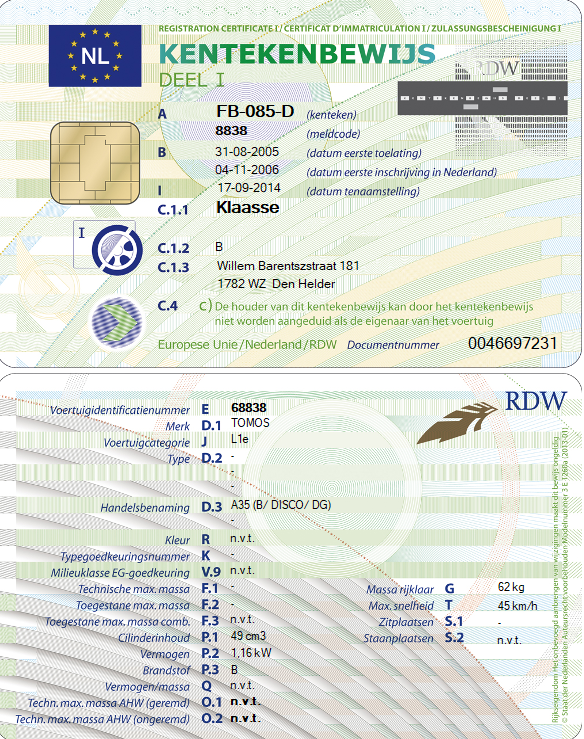 NL
REGISTRATION CERTIFICATE I / CERTIFICAT D'IMMATRICULATION I / ZULASSUNGSBESCHEINIGUNG I
KENTEKENBEWIJS
DEEL I
RDW
A FB-085-D (kenteken)
8838 (meldcode)
B 31-08-2005 (datum eerste toelating)
04-11-2006 (datum eerste inschrijving in Nederland)
I 17-09-2014 (datum tenaamstelling)
C.1.1 Klaasse
I
C.1.2 B
C.1.3 Willem Barentszstraat 181
1782 WZ Den Helder
C.4 C) De houder van dit kentekenbewijs kan door het kentekenbewijs
niet worden aangeduid als de eigenaar van het voertuig
Europese Unie/Nederland/RDW Documentnummer 0046697231
RDW
Voertuigidentificatienummer E 68838
Merk D.1 TOMOS
Voertuigcategorie J L1e
Type D.2 -
-
-
Handelsbenaming D.3 A35 (B/ DISCO/ DG)
-
Kleur R n.v.t.
Typegoedkeuringsnummer K -
Milieuklasse EG-goedkeuring V.9 n.v.t.
Technische max. massa F.1 -
Toegestane max. massa F.2 -
Toegestane max. massa comb. F.3 n.v.t.
Cilinderinhoud P.1 49 cm3
Vermogen P.2 1,16 kW
Brandstof P.3 B
Vermogen/massa Q n.v.t.
Techn. max. massa AHW (geremd) O.1 n.v.t.
Techn. max. massa AHW (ongeremd) O.2 n.v.t.
Massa rijklaar G 62 kg
Max. snelheid T 45 km/h
Zitplaatsen S.1 -
Staanplaatsen S.2 n.v.t.
Rijkseigendom Het onbevoegd aanbrengen van wijzigingen maakt dit bewijs ongeldig
© Staat der Nederlanden Auteursrecht voorbehouden Modelnummer 3 E 1260a (2013-01)